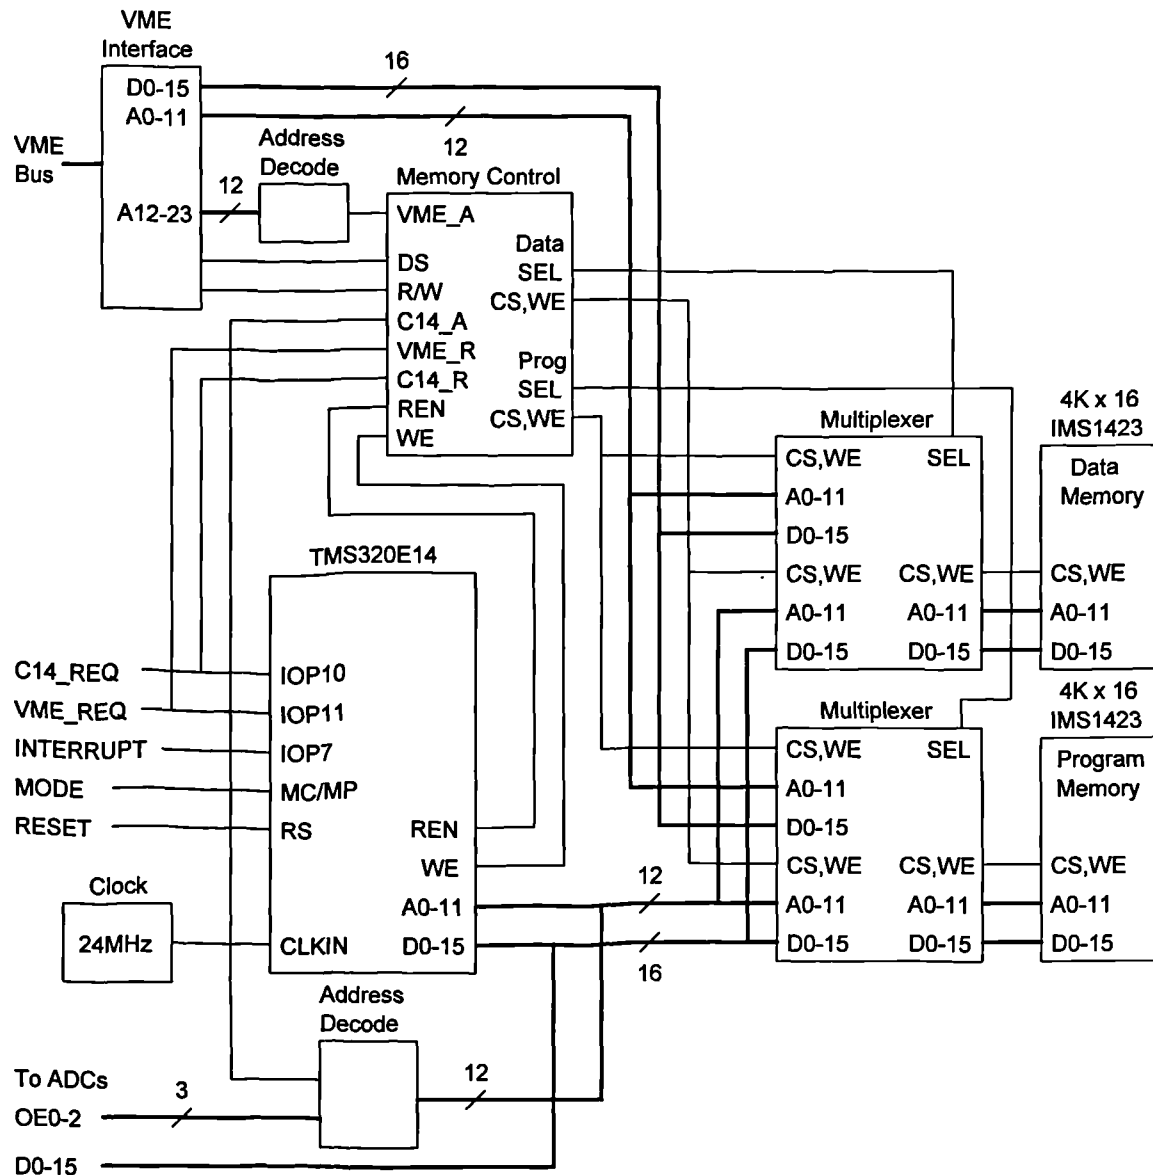 VME
Interface
D0-15
A0-11
A12-23
VME
Bus
16
12
12
Address
Decode
Memory Control
VME_A
DS
R/W
C14_A
VME_R
C14_R
REN
WE
Data
SEL
CS,WE
Prog
SEL
CS,WE
Multiplexer
CS,WE SEL
A0-11
D0-15
CS,WE CS,WE
A0-11 A0-11
D0-15 D0-15
4K x 16
IMS1423
Data
Memory
CS,WE
A0-11
D0-15
TMS320E14
C14_REQ
VME_REQ
INTERRUPT
MODE
RESET
IOP10
IOP11
IOP7
MC/MP
RS
REN
WE
A0-11
CLKIN D0-15
Clock
24MHz
12
16
Multiplexer
CS,WE SEL
A0-11
D0-15
CS,WE CS,WE
A0-11 A0-11
D0-15 D0-15
4K x 16
IMS1423
Program
Memory
CS,WE
A0-11
D0-15
Address
Decode
12
To ADCs
OE0-2
3
D0-15